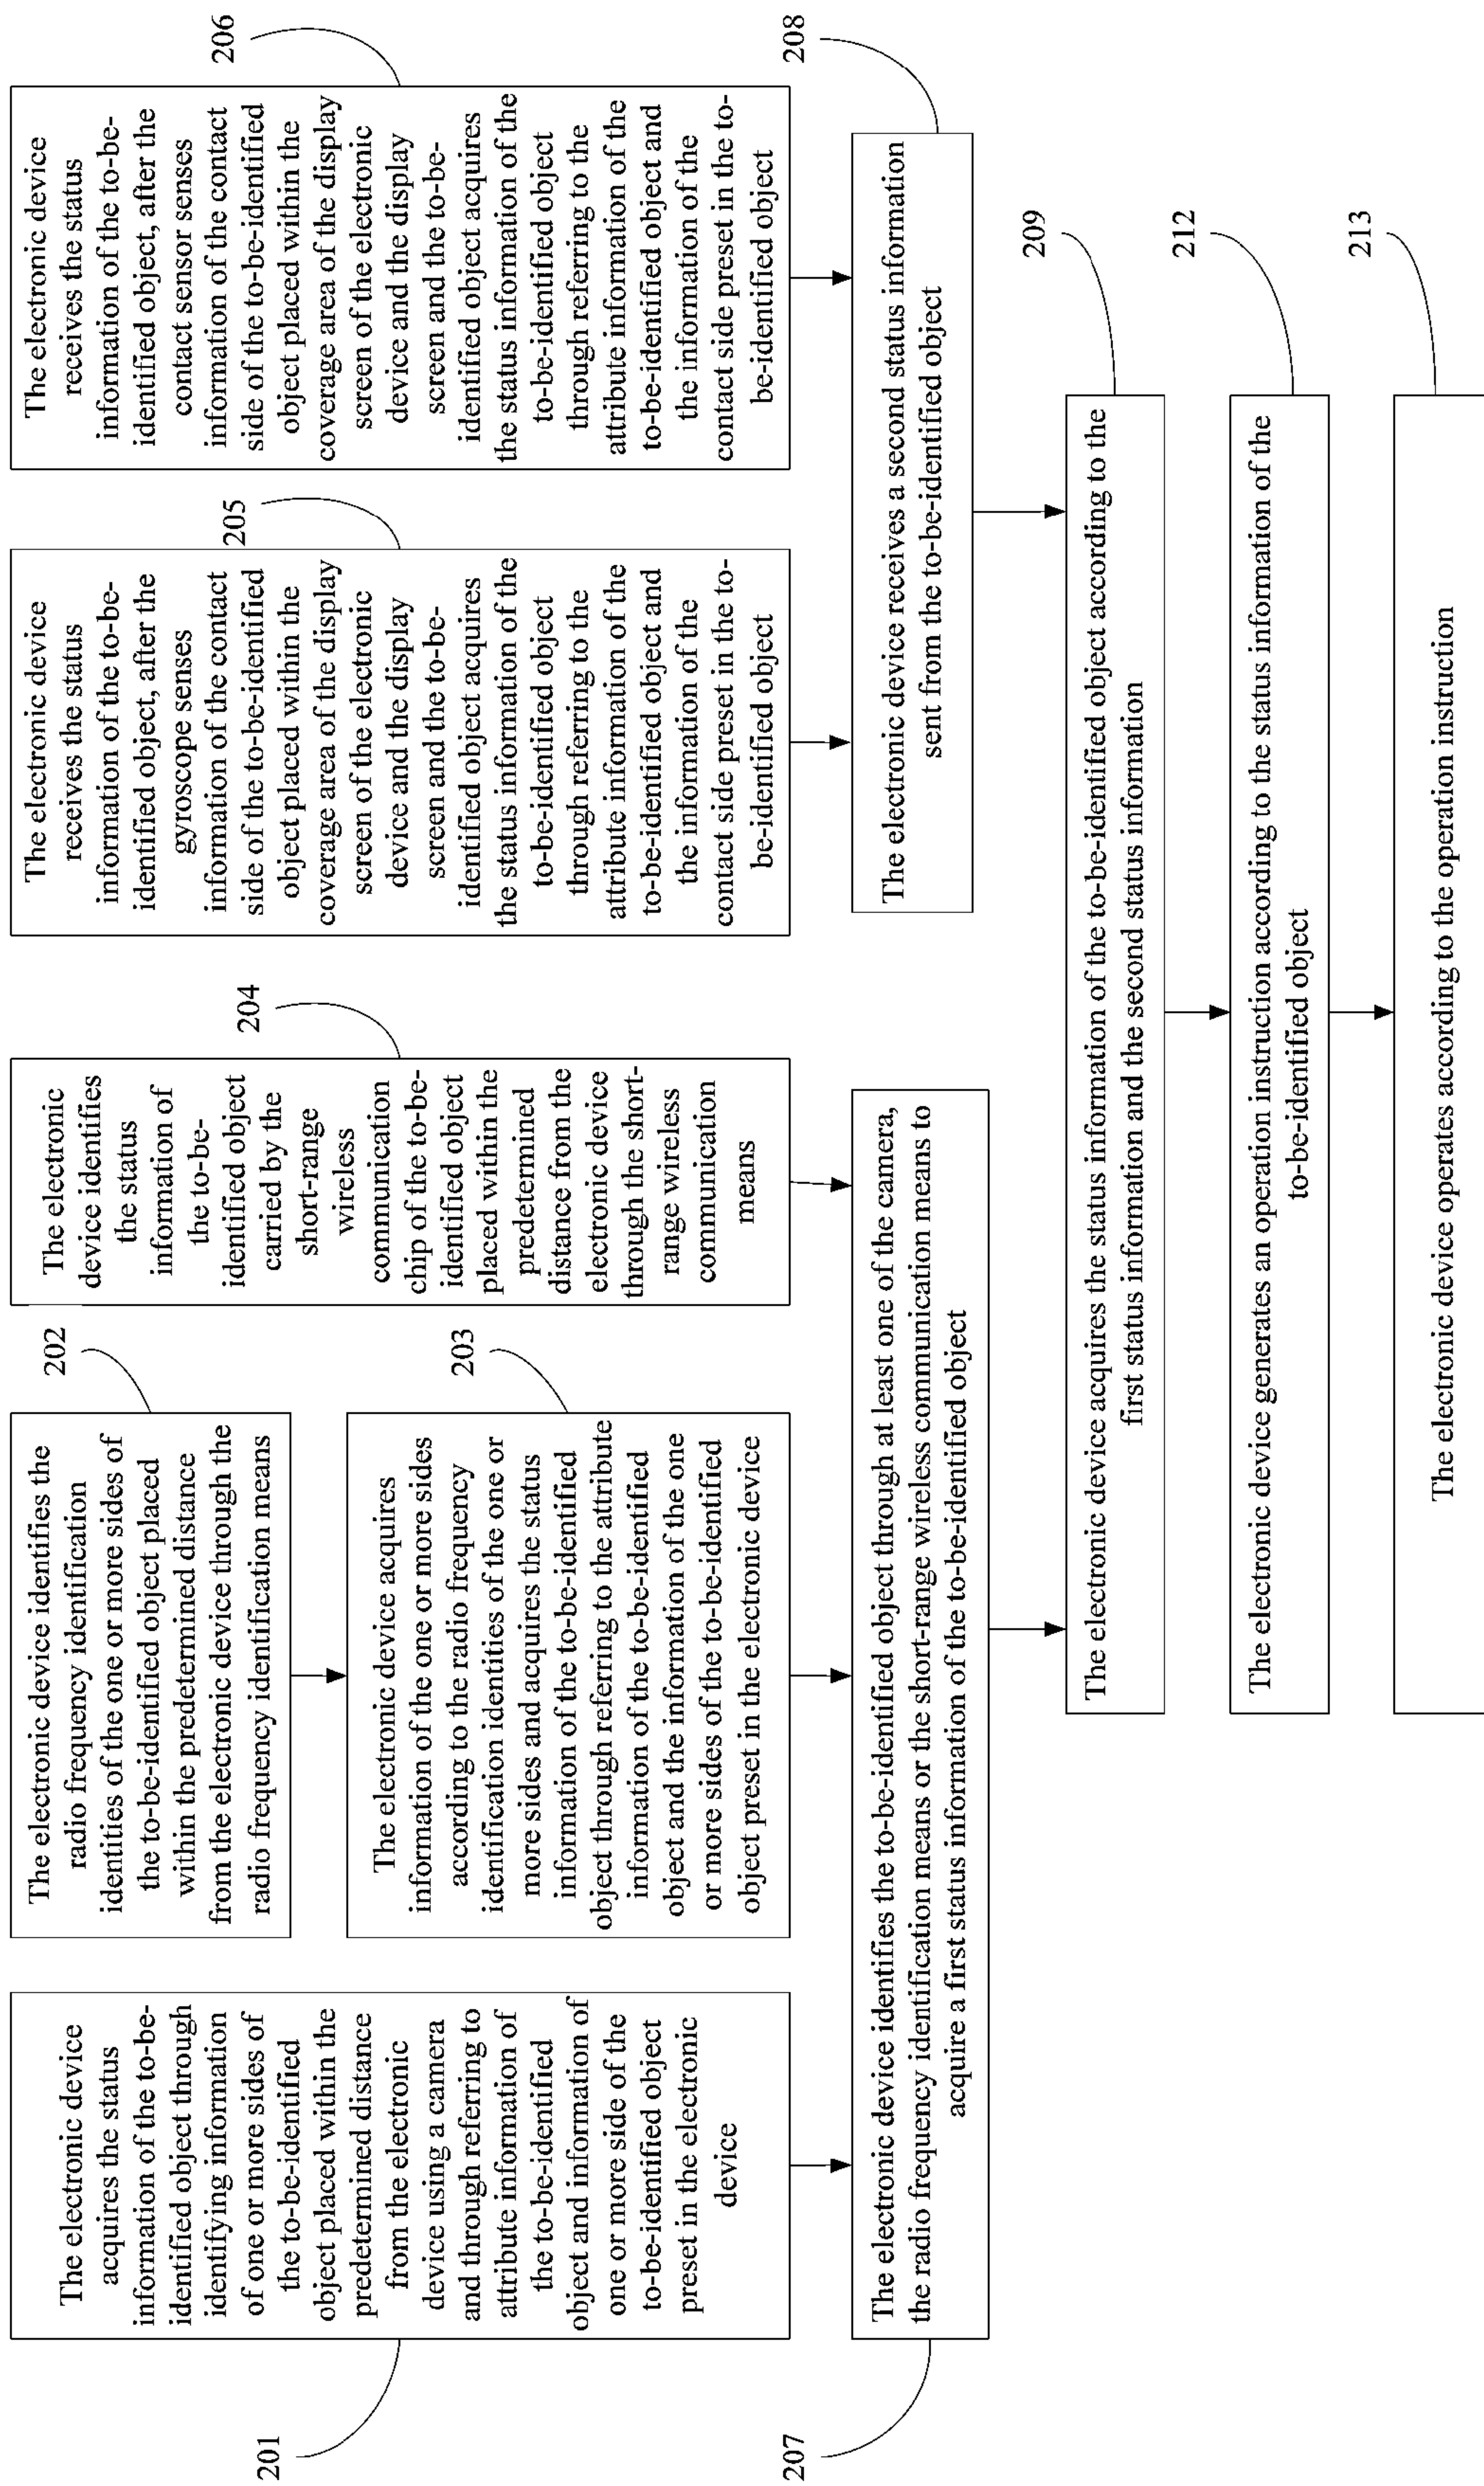 201
The electronic device
acquires the status
information of the to-be-
identified object through
identifying information
of one or more sides of
the to-be-identified
object placed within the
predetermined distance
from the electronic
device using a camera
and through referring to
attribute information of
the to-be-identified
object and information of
one or more side of the
to-be-identified object
preset in the electronic
device
202
The electronic device identifies the
radio frequency identification
identities of the one or more sides of
the to-be-identified object placed
within the predetermined distance
from the electronic device through the
radio frequency identification means
203
The electronic device acquires
information of the one or more sides
according to the radio frequency
identification identities of the one or
more sides and acquires the status
information of the to-be-identified
object through referring to the attribute
information of the to-be-identified
object and the information of the one
or more sides of the to-be-identified
object preset in the electronic device
204
The electronic
device identifies
the status
information of
the to-be-
identified object
carried by the
short-range
wireless
communication
chip of the to-be-
identified object
placed within the
predetermined
distance from the
electronic device
through the short-
range wireless
communication
means
205
The electronic device
receives the status
information of the to-be-
identified object, after the
gyroscope senses
information of the contact
side of the to-be-identified
object placed within the
coverage area of the display
screen of the electronic
device and the display
screen and the to-be-
identified object acquires
the status information of the
to-be-identified object
through referring to the
attribute information of the
to-be-identified object and
the information of the
contact side preset in the to-
be-identified object
206
The electronic device
receives the status
information of the to-be-
identified object, after the
contact sensor senses
information of the contact
side of the to-be-identified
object placed within the
coverage area of the display
screen of the electronic
device and the display
screen and the to-be-
identified object acquires
the status information of the
to-be-identified object
through referring to the
attribute information of the
to-be-identified object and
the information of the
contact side preset in the to-
be-identified object
207
The electronic device identifies the to-be-identified object through at least one of the camera,
the radio frequency identification means or the short-range wireless communication means to
acquire a first status information of the to-be-identified object
208
The electronic device receives a second status information
sent from the to-be-identified object
209
The electronic device acquires the status information of the to-be-identified object according to the
first status information and the second status information
212
The electronic device generates an operation instruction according to the status information of the
to-be-identified object
213
The electronic device operates according to the operation instruction